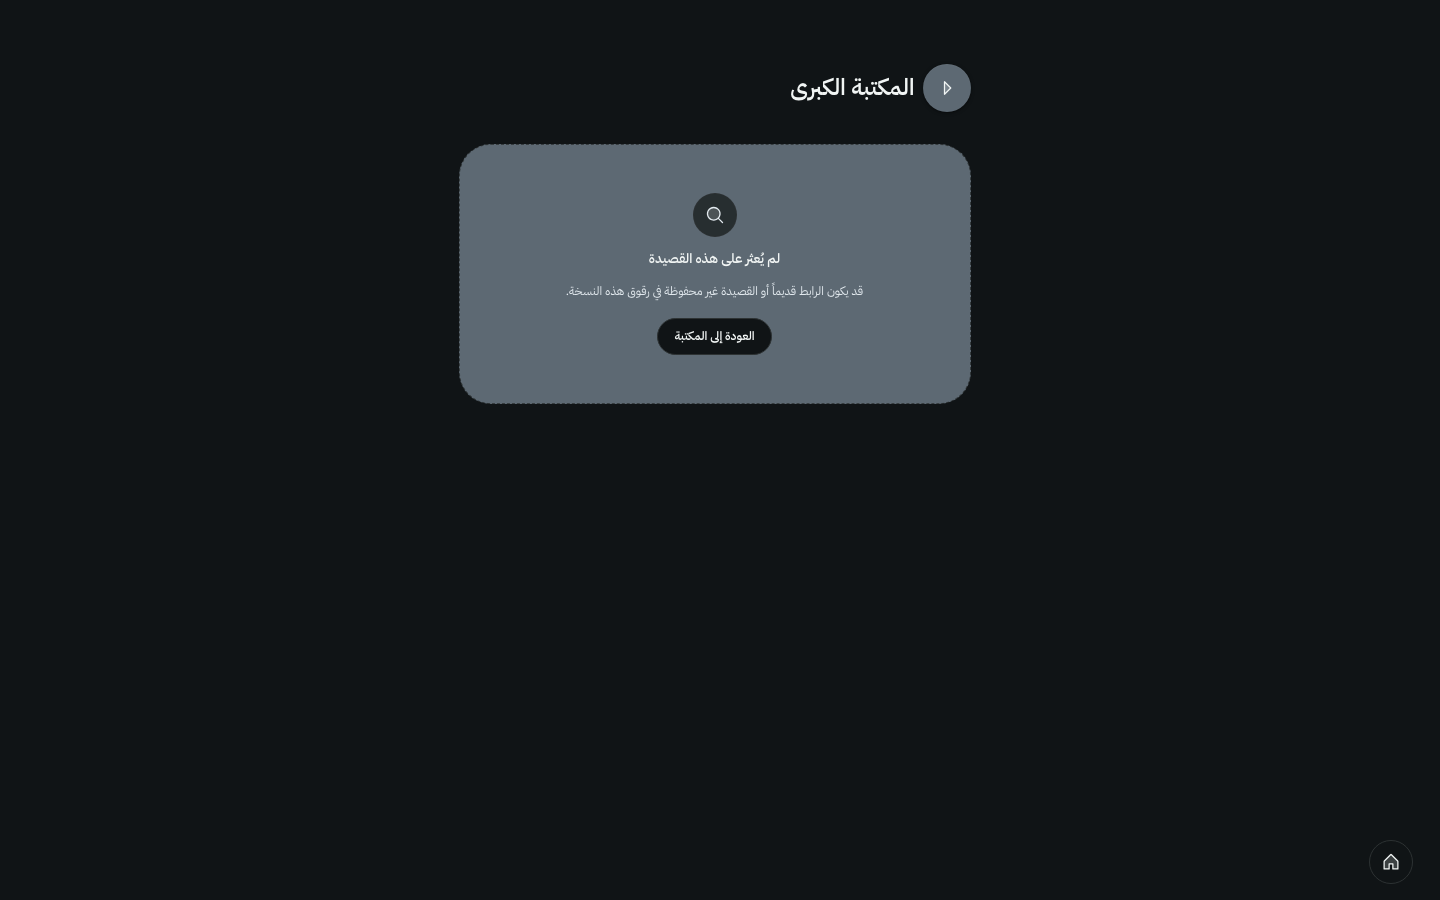 المكتبة الكبرى
لم يُعثر على هذه القصيدة
قد يكون الرابط قديماً أو القصيدة غير محفوظة في رقوق هذه النسخة.
العودة إلى المكتبة